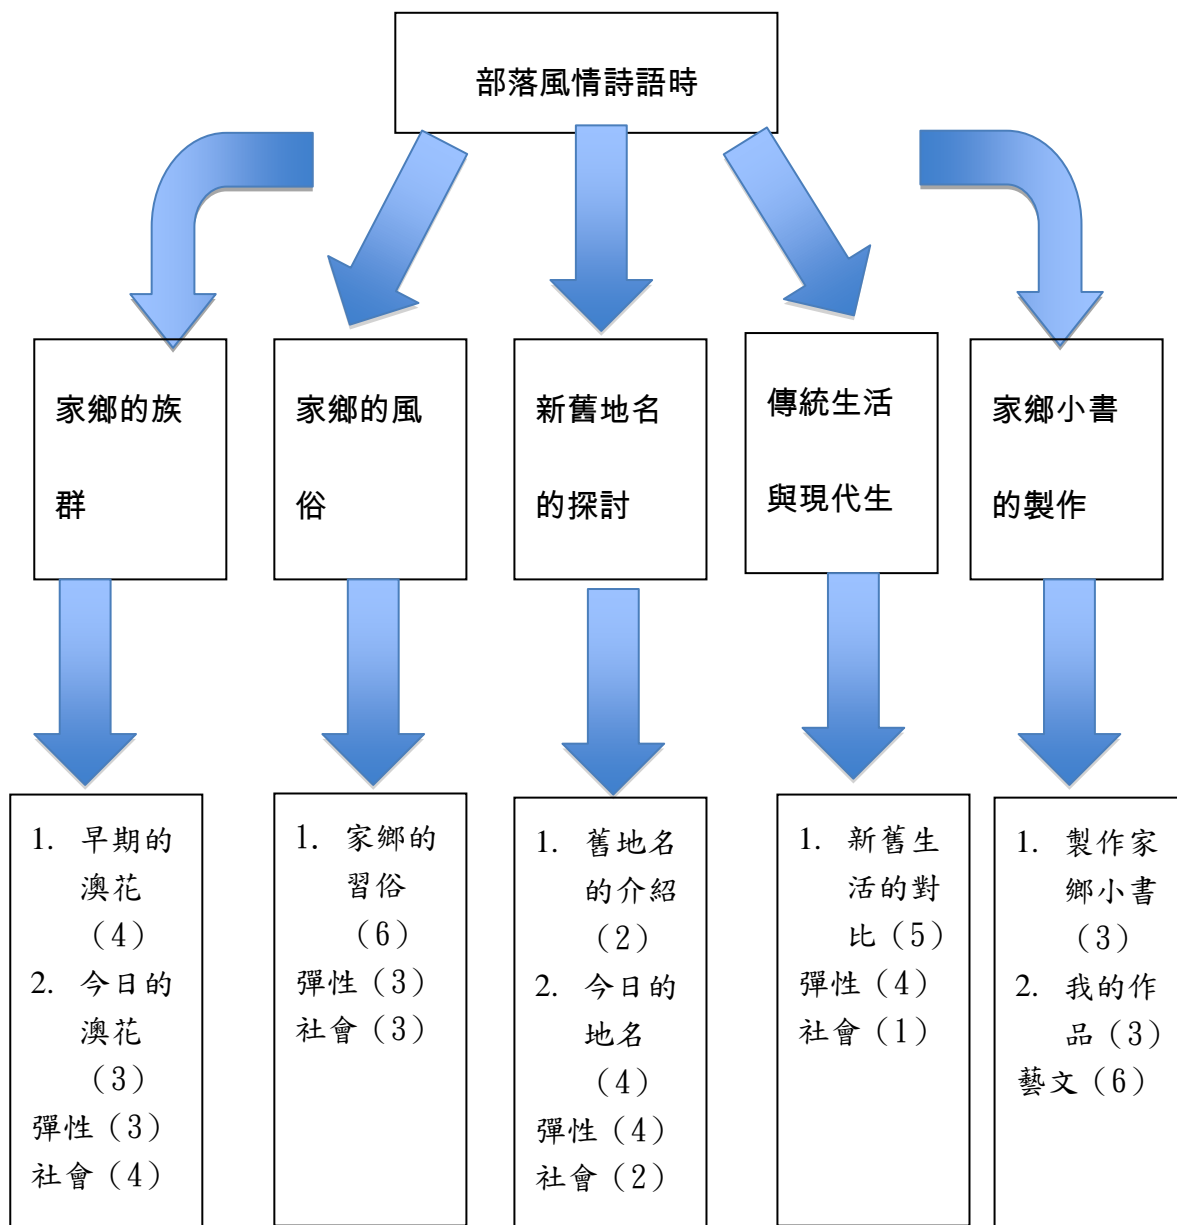 部落風情詩語時
家鄉的族
群
家鄉的風
俗
新舊地名
的探討
傳統生活
與現代生
家鄉小書
的製作
1. 早期的
澳花
(4)
2. 今日的
澳花
(3)
彈性(3)
社會(4)
1. 家鄉的
習俗
(6)
彈性(3)
社會(3)
1. 舊地名
的介紹
(2)
2. 今日的
地名
(4)
彈性(4)
社會(2)
1. 新舊生
活的對
比(5)
彈性(4)
社會(1)
1. 製作家
鄉小書
(3)
2. 我的作
品(3)
藝文(6)